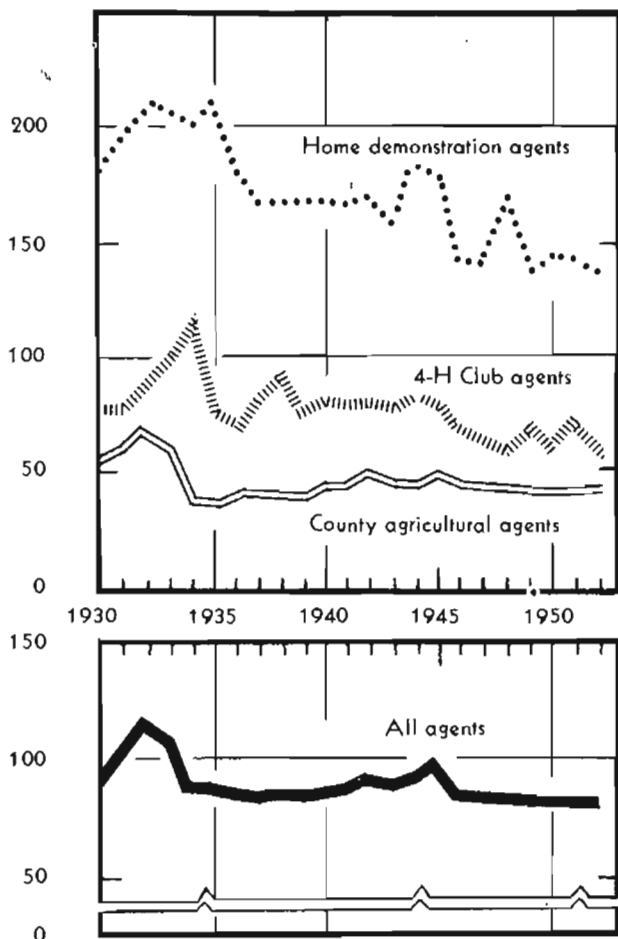 200
Home demonstration agents
150
100
4-H Club agents
50
County agricultural agents
0
1930 1935 1940 1945 1950
150
All agents
100
50
0